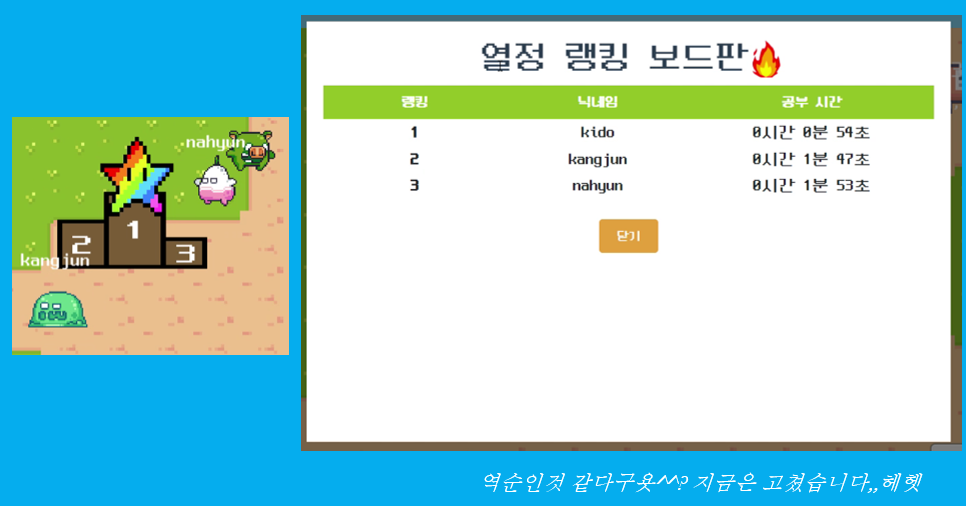 nahyun
1
2
3
kangjun
열정 랭킹 보드판🔥
랭킹 닉네임 공부 시간
1 kido 0시간 0분 54초
2 kangjun 0시간 1분 47초
3 nahyun 0시간 1분 53초
닫기
역순인것 같다구욧^^? 지금은 고쳤습니다,,헤헷